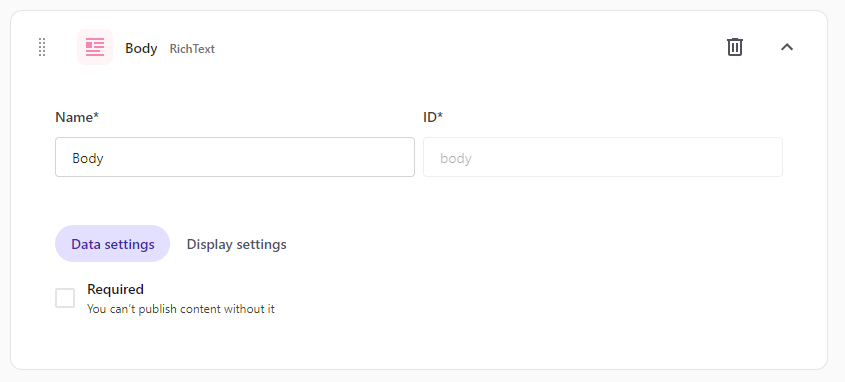 Body RichText
Name* ID*
Body body
Data settings Display settings
Required
You can't publish content without it